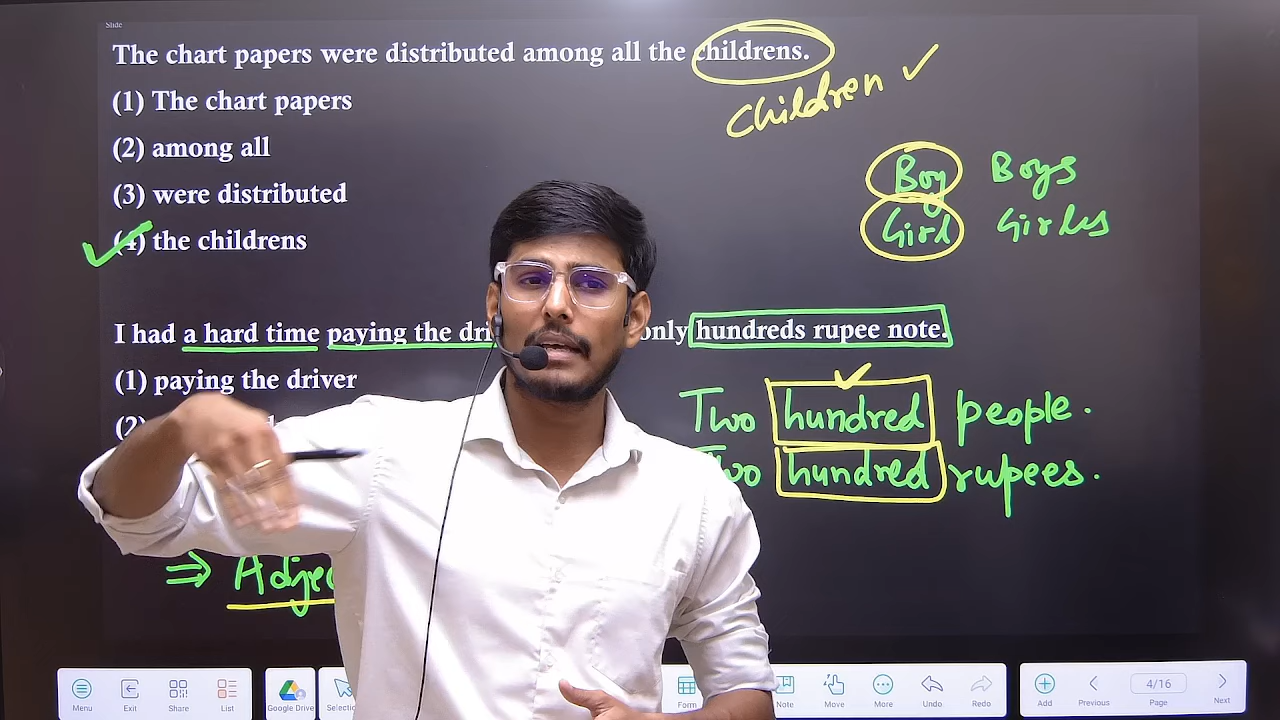 Slide
The chart papers were distributed among all the childrens.
Children ✓
(1) The chart papers
(2) among all
Boy Boys
(3) were distributed
Girl Girls
(4) the childrens
I had a hard time paying the only hundreds rupee note.
(1) paying the driver
Two hundred people.
(2)
Two hundred rupees.
⇒
Menu
Exit
Share
List
Google Drive
Form
Note
Move
More
Undo
Redo
Add
Previous
4/16
Page
Next